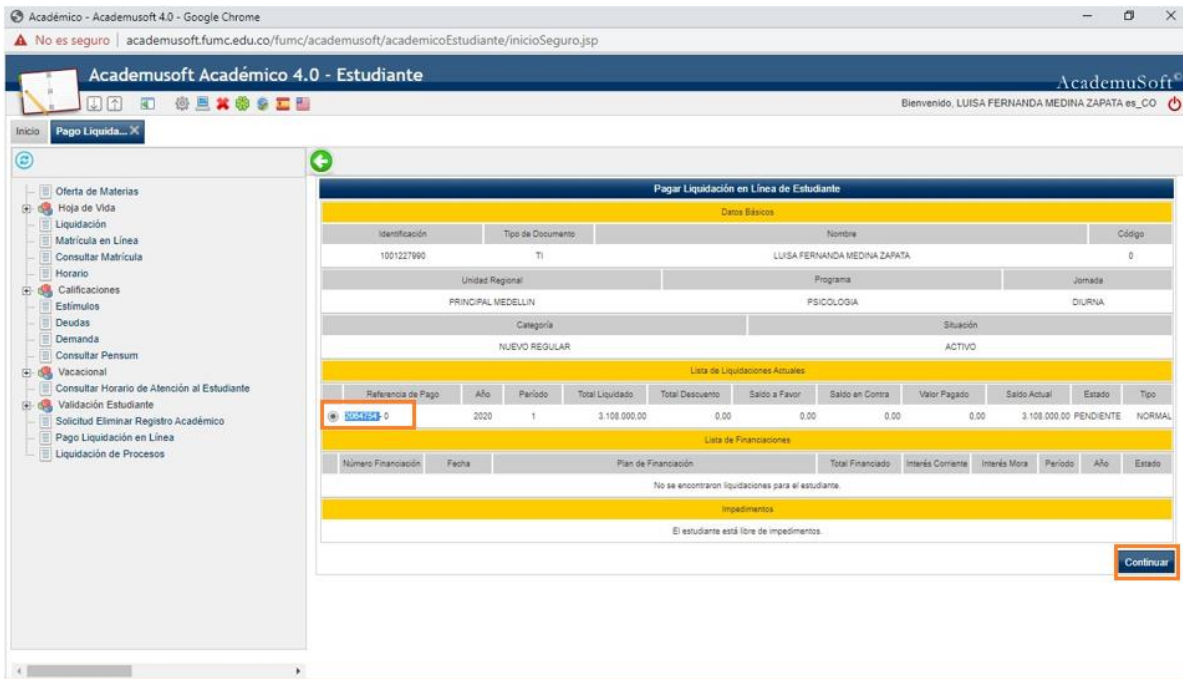 Académico - Academusoft 4.0 - Google Chrome
No es seguro | academusoft.fumc.edu.co/fumc/academusoft/academicoEstudiante/inicioSeguro.jsp
Academusoft Académico 4.0 - Estudiante
AcademuSoft©
Bienvenido, LUISA FERNANDA MEDINA ZAPATA es_CO
Inicio Pago Liquida...
Oferta de Materias
Hoja de Vida
Liquidación
Matrícula en Línea
Consultar Matrícula
Horario
Calificaciones
Estímulos
Deudas
Demanda
Consultar Pensum
Vacacional
Consultar Horario de Atención al Estudiante
Validación Estudiante
Solicitud Eliminar Registro Académico
Pago Liquidación en Línea
Liquidación de Procesos
Pagar Liquidación en Línea de Estudiante
Datos Básicos
Identificación Tipo de Documento Nombre Código
1001227990 TI LUISA FERNANDA MEDINA ZAPATA 0
Unidad Regional Programa Jornada
PRINCIPAL MEDELLIN PSICOLOGIA DIURNA
Categoría Situación
NUEVO REGULAR ACTIVO
Lista de Liquidaciones Actuales
Referencia de Pago Año Período Total Liquidado Total Descuento Saldo a Favor Saldo en Contra Valor Pagado Saldo Actual Estado Tipo
- 0 2020 1 3.108.000,00 0,00 0,00 0,00 0,00 3.108.000,00 PENDIENTE NORMAL
Lista de Financiaciones
Número Financiación Fecha Plan de Financiación Total Financiado Interés Corriente Interés Mora Período Año Estado
No se encontraron liquidaciones para el estudiante.
Impedimentos
El estudiante está libre de impedimentos.
Continuar